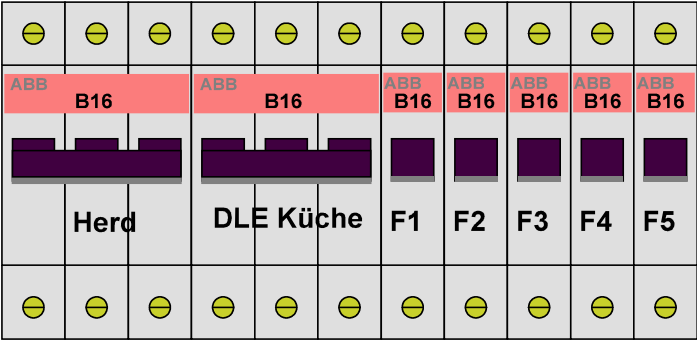 ABB ABB ABB ABB ABB ABB ABB
B16 B16 B16 B16 B16 B16 B16
Herd DLE Küche F1 F2 F3 F4 F5